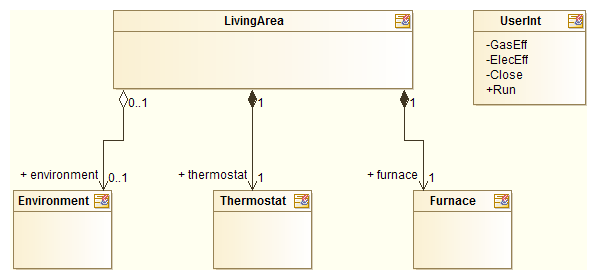 LivingArea
UserInt
-GasEff
-ElecEff
-Close
+Run
0..1
1
1
+ environment
0..1
+ thermostat
1
+ furnace
1
Environment
Thermostat
Furnace